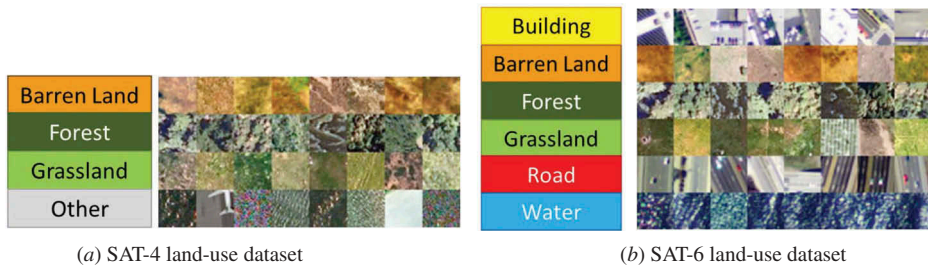 Barren Land
Forest
Grassland
Other
(a) SAT-4 land-use dataset
Building
Barren Land
Forest
Grassland
Road
Water
(b) SAT-6 land-use dataset